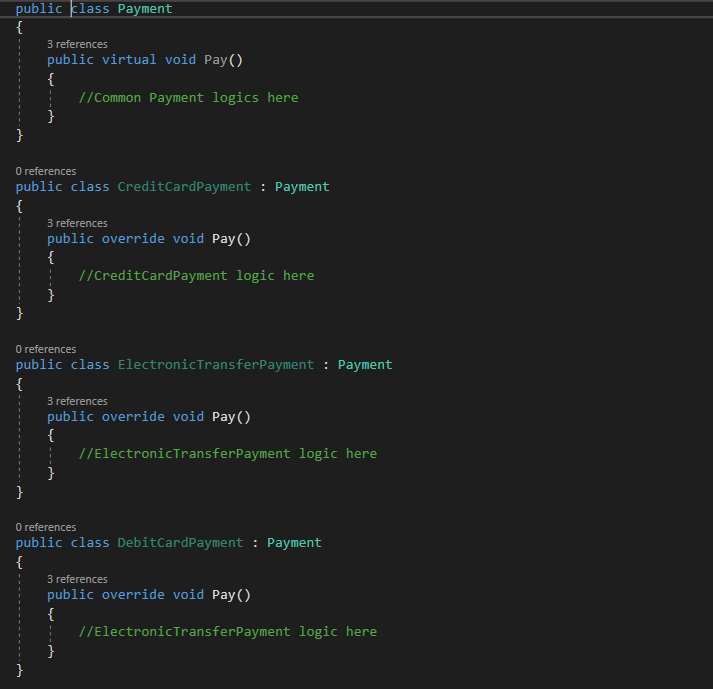 public class Payment
{
3 references
public virtual void Pay()
{
//Common Payment logics here
}
}
0 references
public class CreditCardPayment : Payment
{
3 references
public override void Pay()
{
//CreditCardPayment logic here
}
}
0 references
public class ElectronicTransferPayment : Payment
{
3 references
public override void Pay()
{
//ElectronicTransferPayment logic here
}
}
0 references
public class DebitCardPayment : Payment
{
3 references
public override void Pay()
{
//ElectronicTransferPayment logic here
}
}